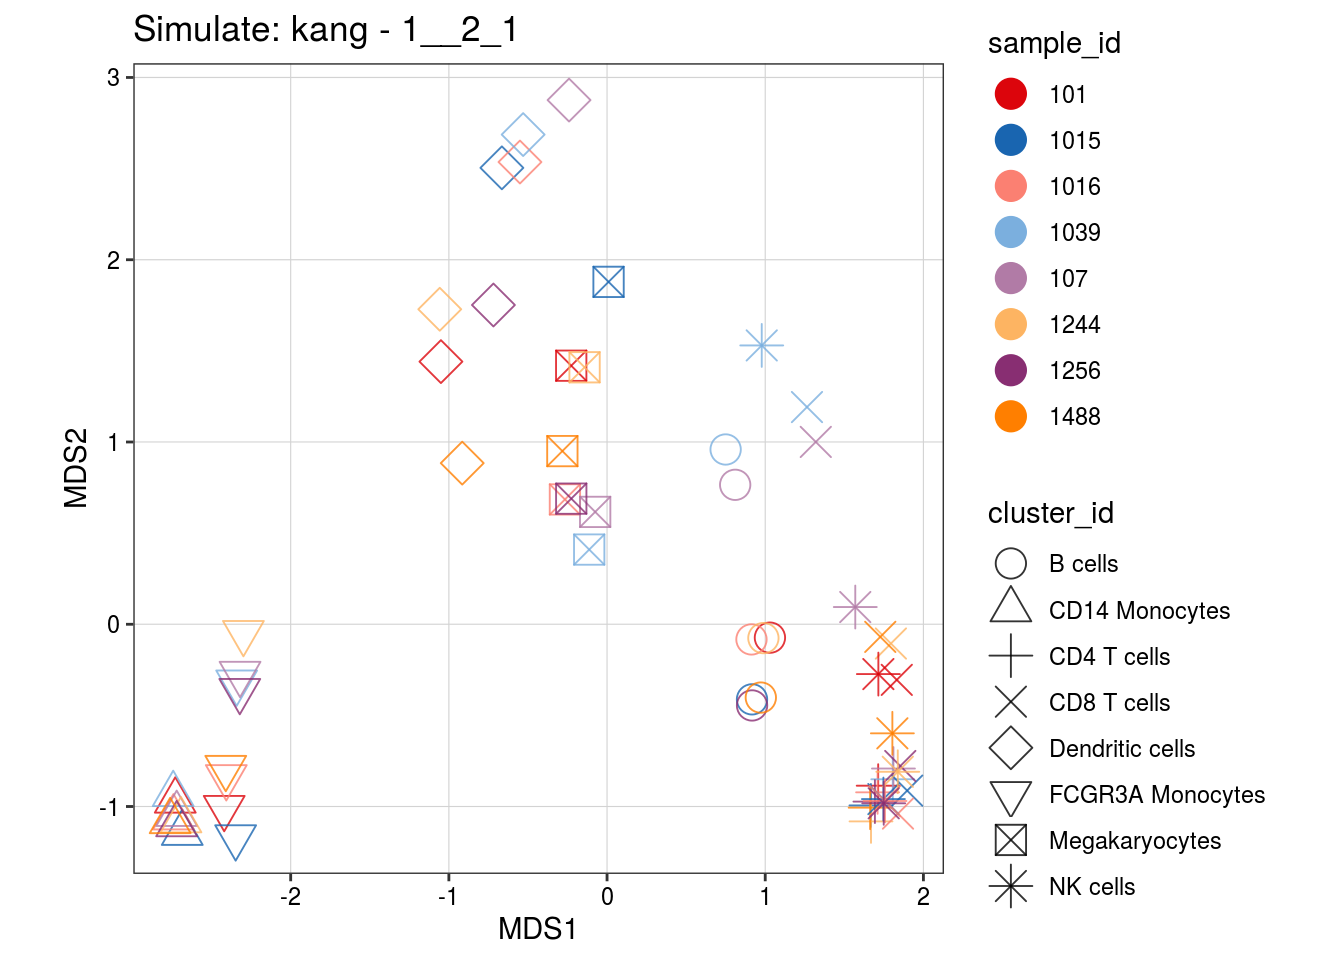 Simulate: kang - 1__2_1
3
2
1
0
-1
MDS2
-2
-1
0
1
2
MDS1
sample_id
101
1015
1016
1039
107
1244
1256
1488
cluster_id
B cells
CD14 Monocytes
CD4 T cells
CD8 T cells
Dendritic cells
FCGR3A Monocytes
Megakaryocytes
NK cells